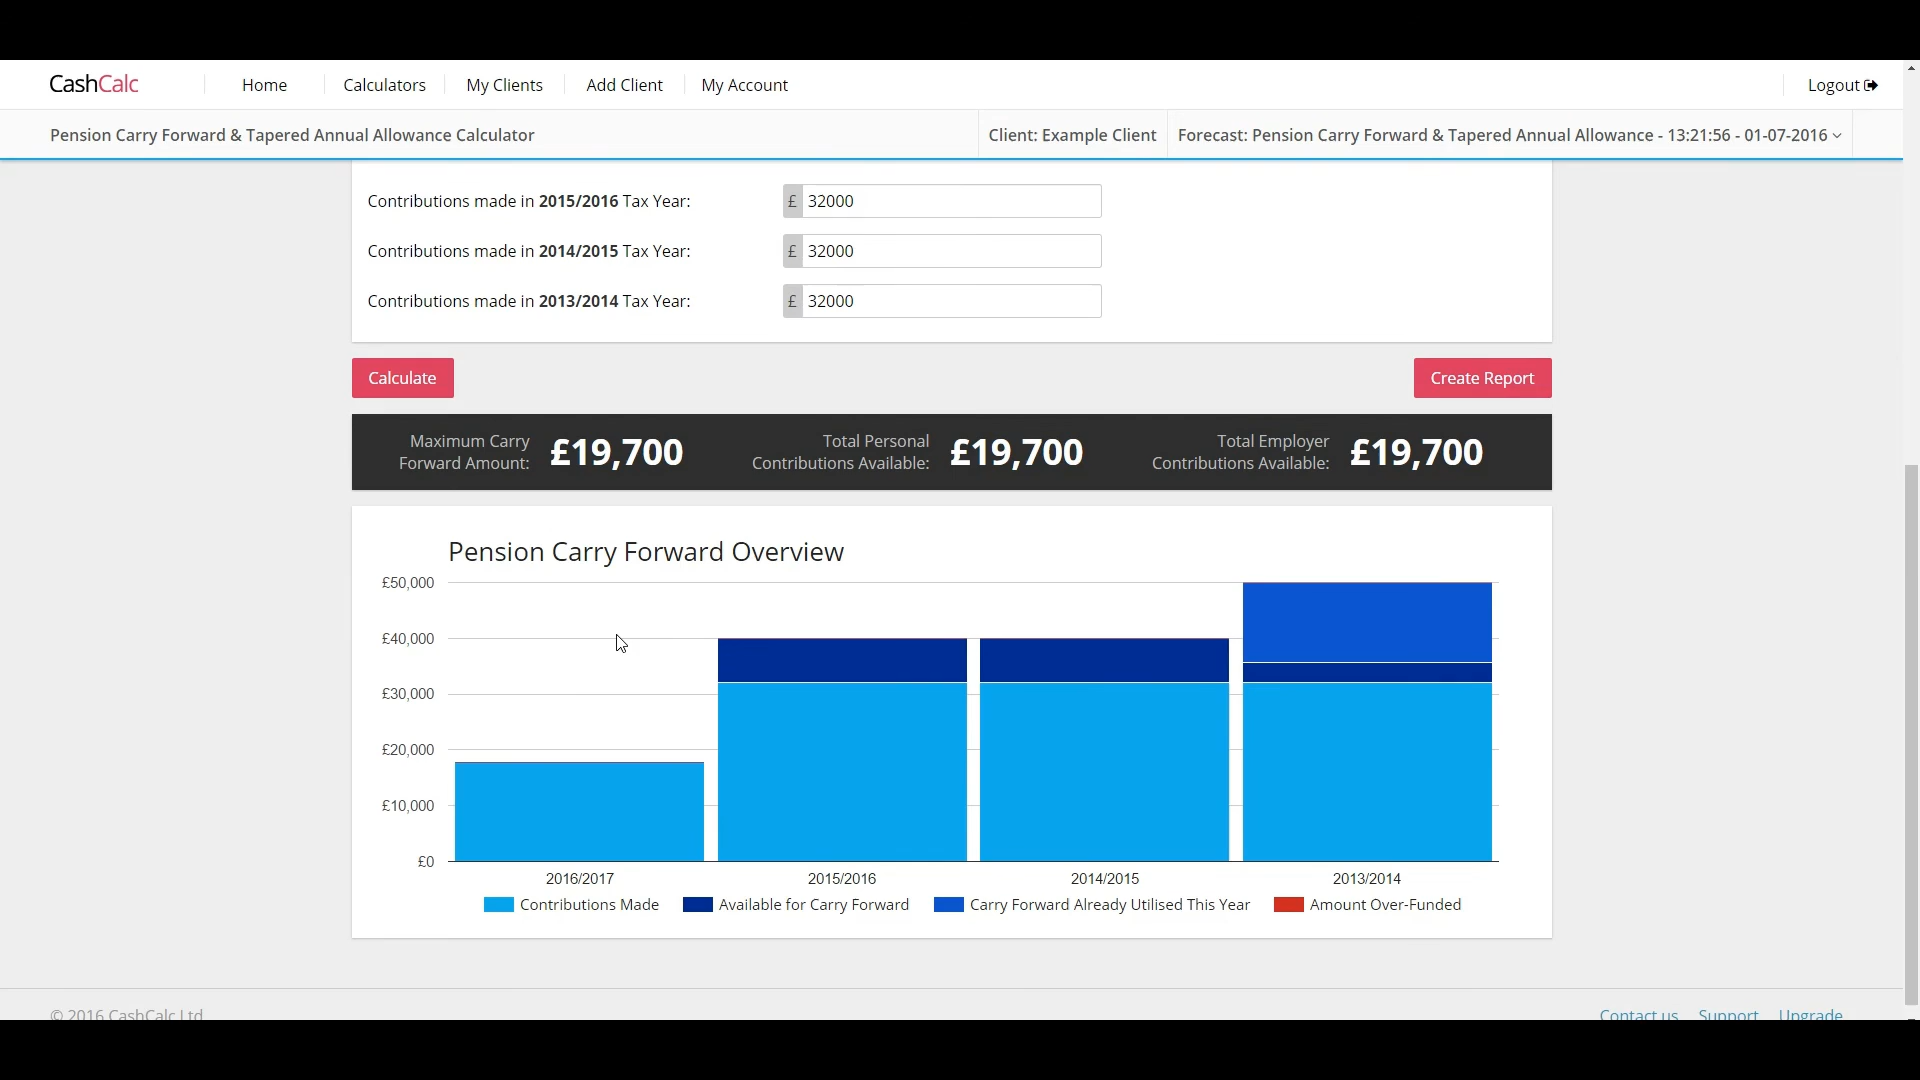 CashCalc
Home
Calculators
My Clients
Add Client
My Account
Logout
Pension Carry Forward & Tapered Annual Allowance Calculator
Client: Example Client
Forecast: Pension Carry Forward & Tapered Annual Allowance - 13:21:56 - 01-07-2016
Contributions made in 2015/2016 Tax Year:
£ 32000
Contributions made in 2014/2015 Tax Year:
£ 32000
Contributions made in 2013/2014 Tax Year:
£ 32000
Calculate
Create Report
Maximum Carry
Forward Amount:
£19,700
Total Personal
Contributions Available:
£19,700
Total Employer
Contributions Available:
£19,700
Pension Carry Forward Overview
£50,000
£40,000
£30,000
£20,000
£10,000
£0
2016/2017
2015/2016
2014/2015
2013/2014
Contributions Made
Available for Carry Forward
Carry Forward Already Utilised This Year
Amount Over-Funded
© 2016 CashCalc Ltd
Contact us
Support
Upgrade